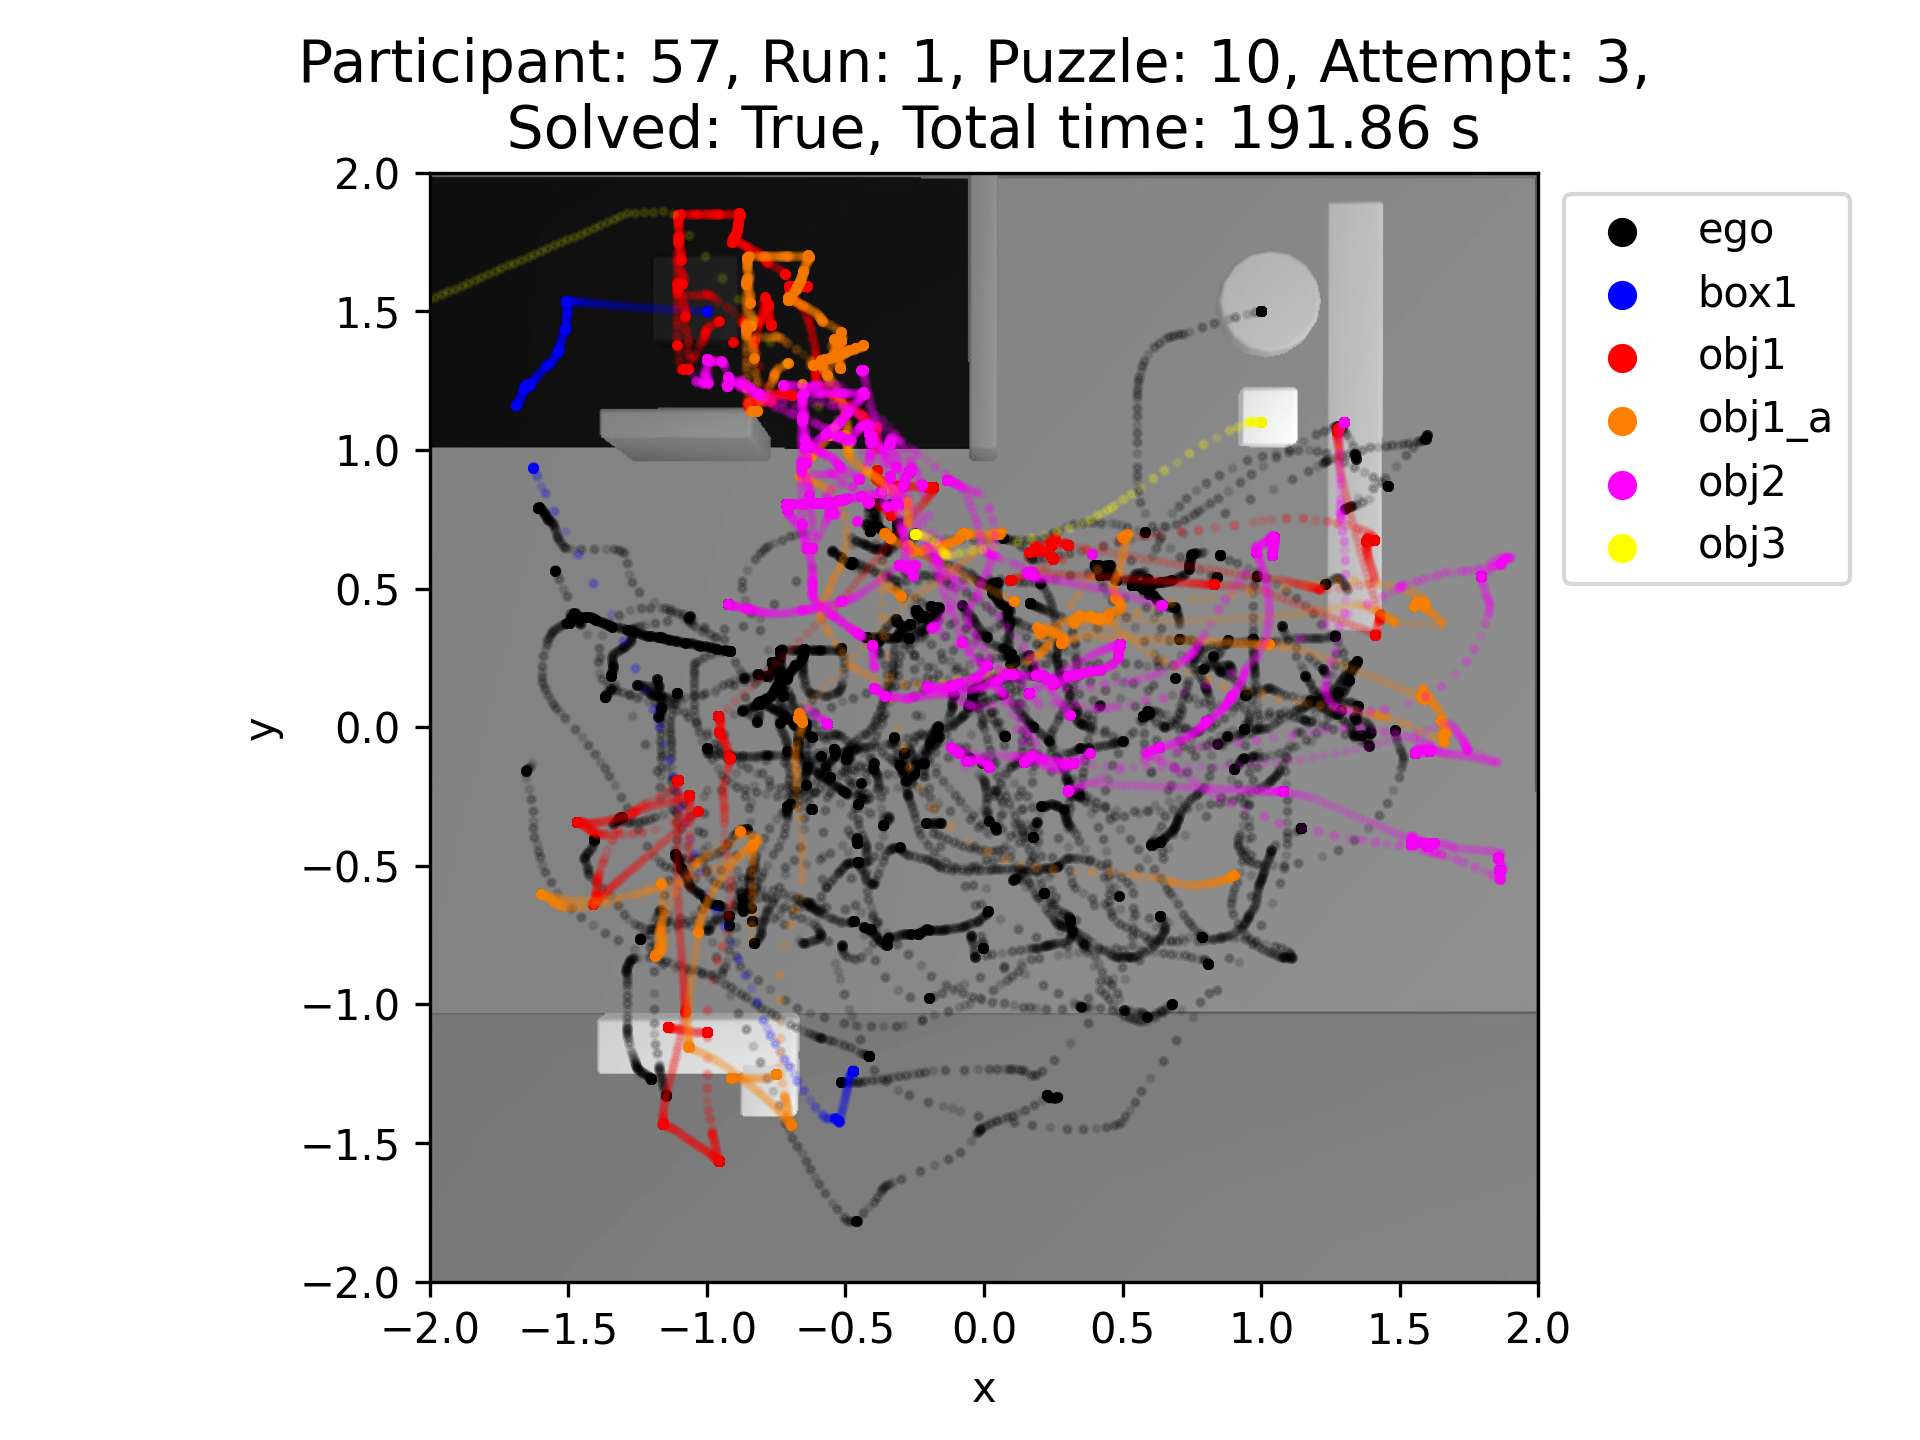 Participant: 57, Run: 1, Puzzle: 10, Attempt: 3,
Solved: True, Total time: 191.86 s
2.0
1.5
1.0
0.5
0.0
−0.5
−1.0
−1.5
−2.0
y
−2.0 −1.5 −1.0 −0.5 0.0 0.5 1.0 1.5 2.0
x
ego
box1
obj1
obj1_a
obj2
obj3